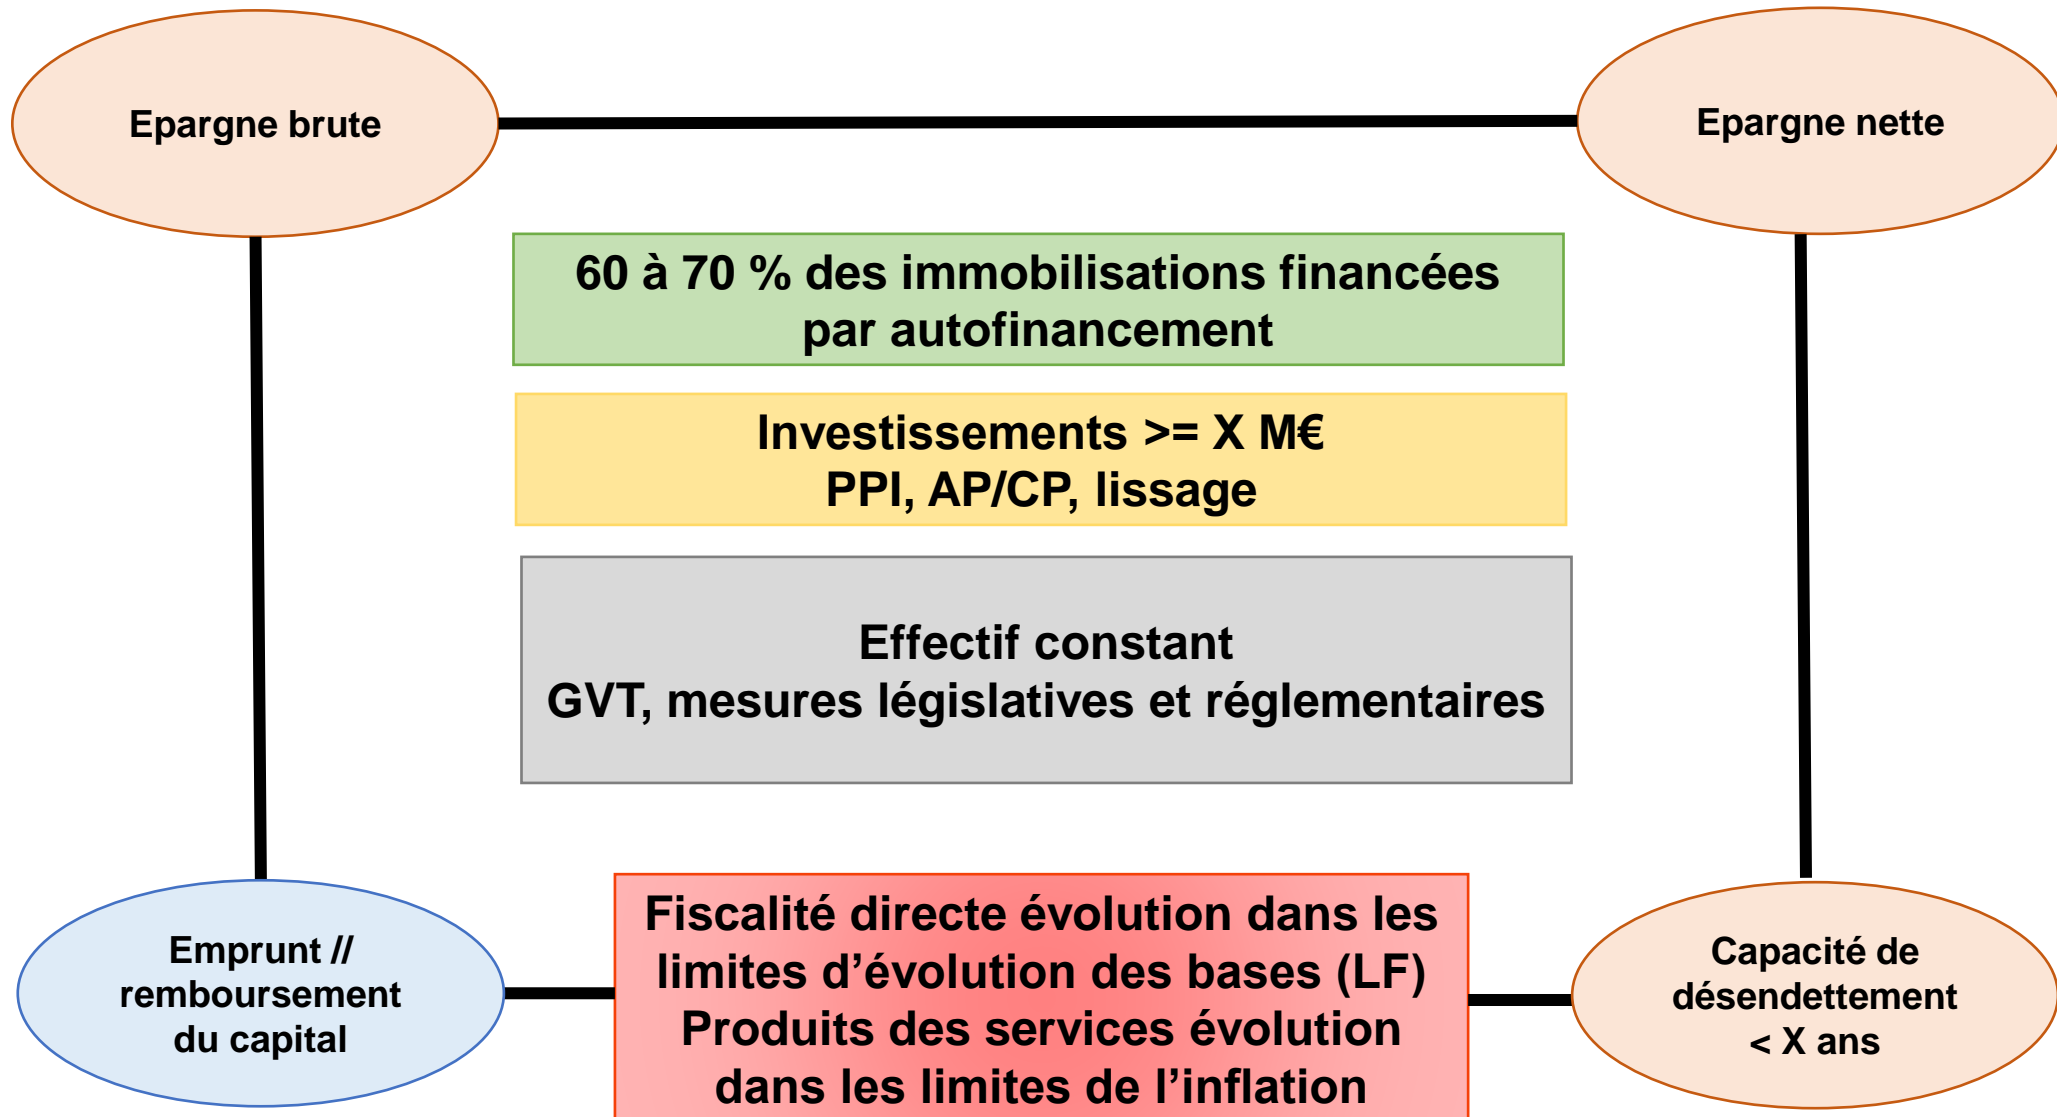 Epargne brute
Epargne nette
60 à 70 % des immobilisations financées
par autofinancement
Investissements >= X M€
PPI, AP/CP, lissage
Effectif constant
GVT, mesures législatives et réglementaires
Emprunt //
remboursement
du capital
Fiscalité directe évolution dans les
limites d’évolution des bases (LF)
Produits des services évolution
dans les limites de l’inflation
Capacité de
désendettement
< X ans